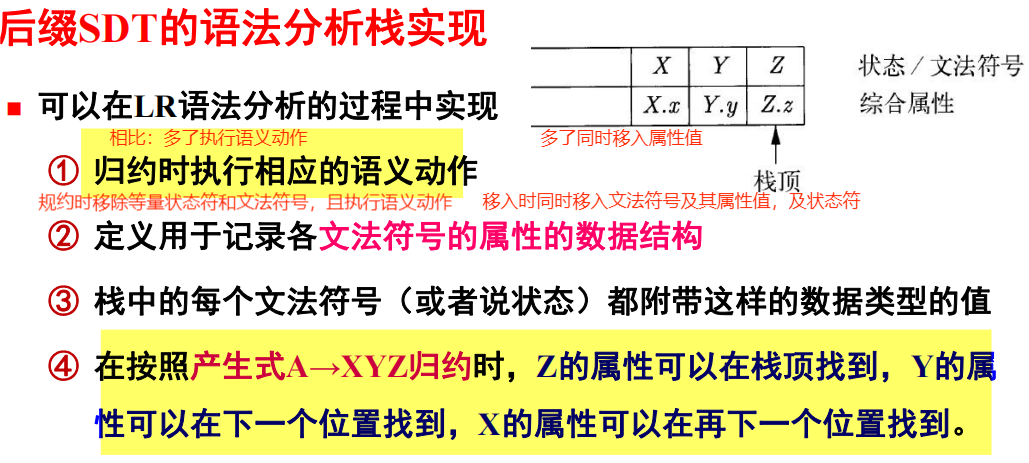 后缀SDT的语法分析栈实现
X Y Z 状态/文法符号
X.x Y.y Z.z 综合属性
栈顶
■ 可以在LR语法分析的过程中实现
相比：多了执行语义动作
多了同时移入属性值
① 归约时执行相应的语义动作
规约时移除等量状态符和文法符号，且执行语义动作
移入时同时移入文法符号及其属性值，及状态符
② 定义用于记录各文法符号的属性的数据结构
③ 栈中的每个文法符号（或者说状态）都附带这样的数据类型的值
④ 在按照产生式A→XYZ归约时，Z的属性可以在栈顶找到，Y的属
性可以在下一个位置找到，X的属性可以在再下一个位置找到。